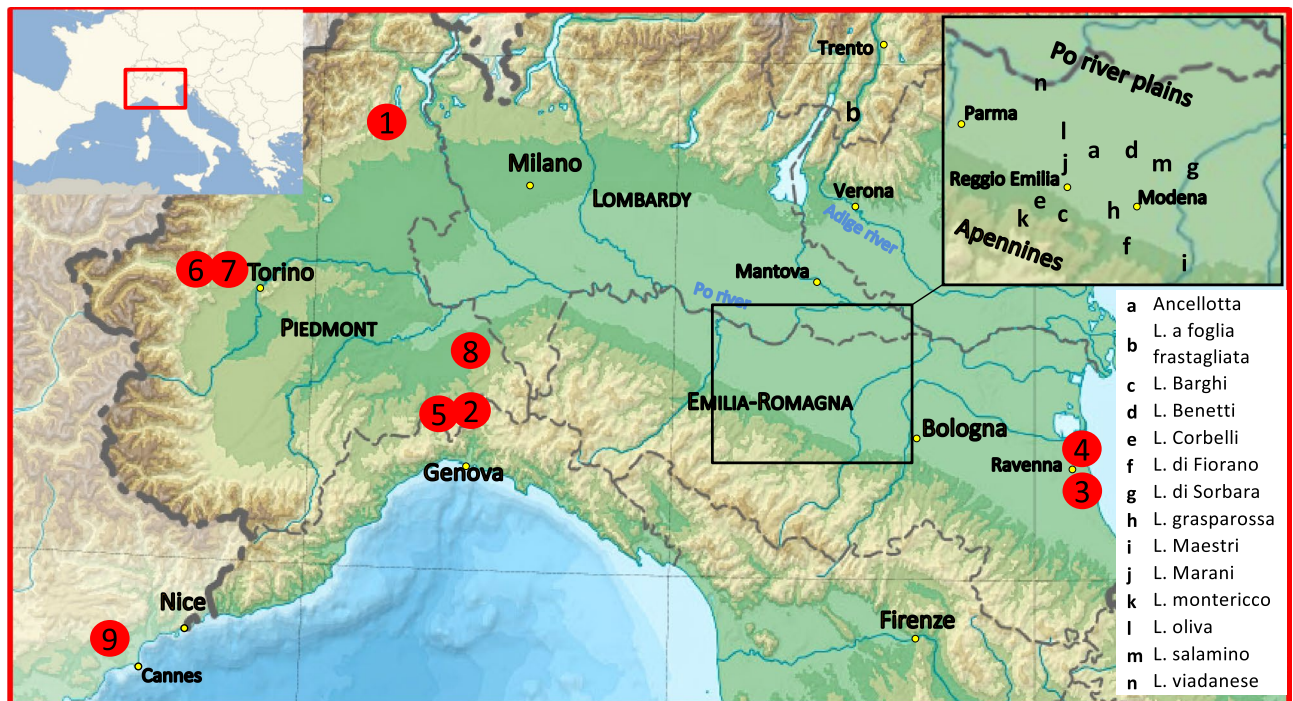 Trento
b
1
Milano
LOMBARDY
Verona
Adige river
6
7
Torino
Mantova
Po river
PIEDMONT
8
5
2
EMILIA-ROMAGNA
Bologna
Genova
Ravenna
4
3
Nice
9
Cannes
Firenze
Po river plains
n
Parma
l
a
d
j
m
g
Reggio Emilia
e
Modena
k
c
h
Apennines
f
i
a Ancellotta
b L. a foglia
frastagliata
c L. Barghi
d L. Benetti
e L. Corbelli
f L. di Fiorano
g L. di Sorbara
h L. grasparossa
i L. Maestri
j L. Marani
k L. montericco
l L. oliva
m L. salamino
n L. viadanese